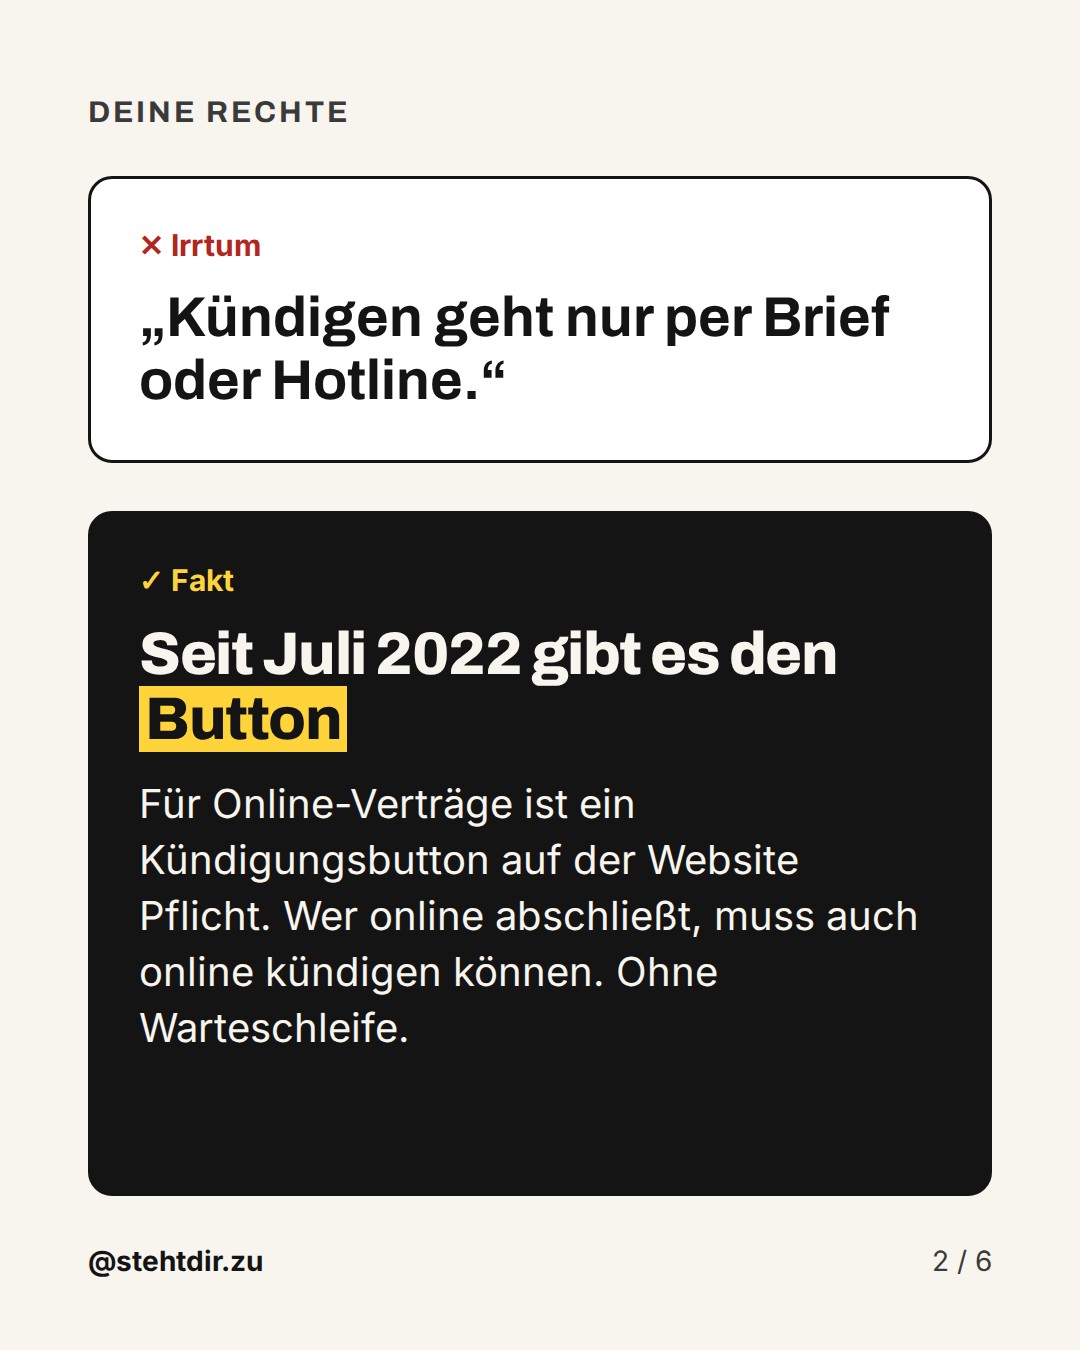 DEINE RECHTE
✕ Irrtum
„Kündigen geht nur per Brief
oder Hotline.“
✓ Fakt
Seit Juli 2022 gibt es den
Button
Für Online-Verträge ist ein
Kündigungsbutton auf der Website
Pflicht. Wer online abschließt, muss auch
online kündigen können. Ohne
Warteschleife.
@stehtdir.zu
2 / 6